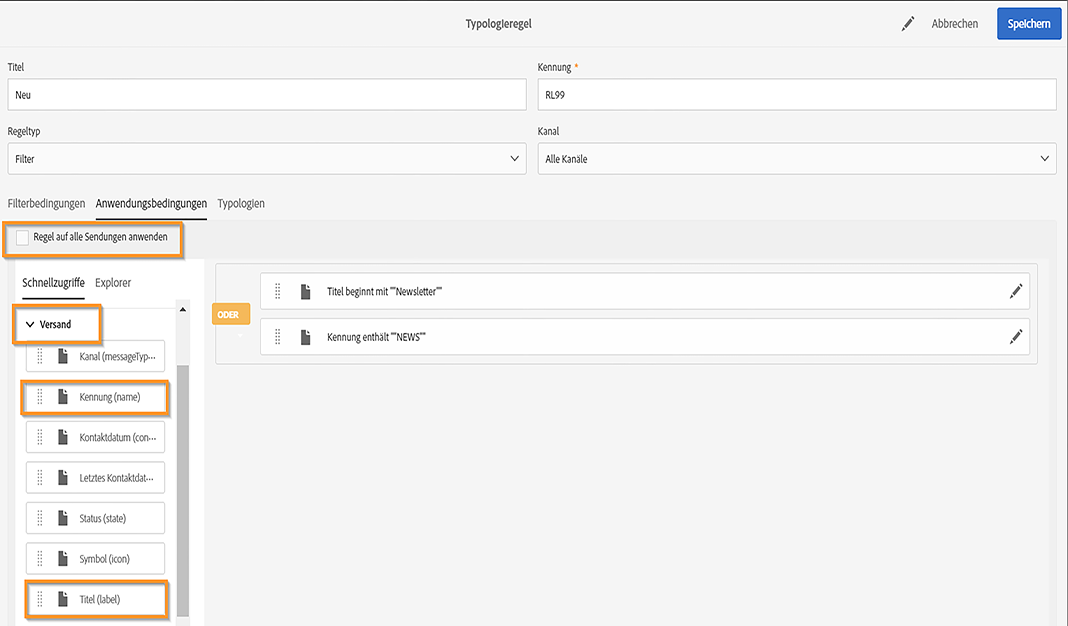 Typologieregel
Abbrechen
Speichern
Titel
Kennung *
Neu
RL99
Regeltyp
Kanal
Filter
Alle Kanäle
Filterbedingungen Anwendungsbedingungen Typologien
Regel auf alle Sendungen anwenden
Schnellzugriffe Explorer
Versand
Kanal (messageTyp...
Kennung (name)
Kontaktdatum (con...
Letztes Kontaktdat...
Status (state)
Symbol (icon)
Titel (label)
ODER
Titel beginnt mit ""Newsletter""
Kennung enthält ""NEWS""